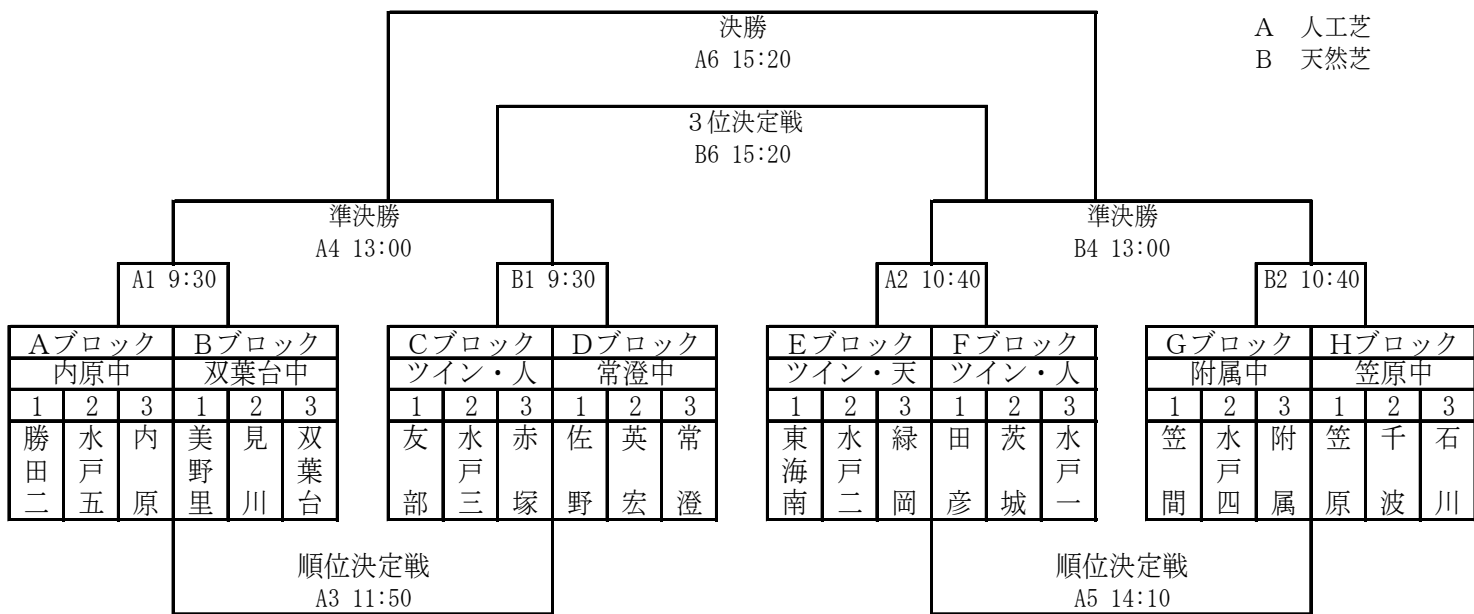 決勝
A6 15:20
A 人工芝
B 天然芝
3位決定戦
B6 15:20
準決勝
A4 13:00
準決勝
B4 13:00
A1 9:30
B1 9:30
A2 10:40
B2 10:40
Aブロック Bブロック Cブロック Dブロック Eブロック Fブロック Gブロック Hブロック
内原中 双葉台中 ツイン・人 常澄中 ツイン・天 ツイン・人 附属中 笠原中
1 2 3 1 2 3 1 2 3 1 2 3 1 2 3 1 2 3 1 2 3 1 2 3
勝田二 水戸五 内原 美野里 見川 双葉台 友部 水戸三 赤塚 佐野 英宏 常澄 東海南 水戸二 緑岡 田彦 茨城 水戸一 笠間 水戸四 附属 笠原 千波 石川
順位決定戦
A3 11:50
順位決定戦
A5 14:10